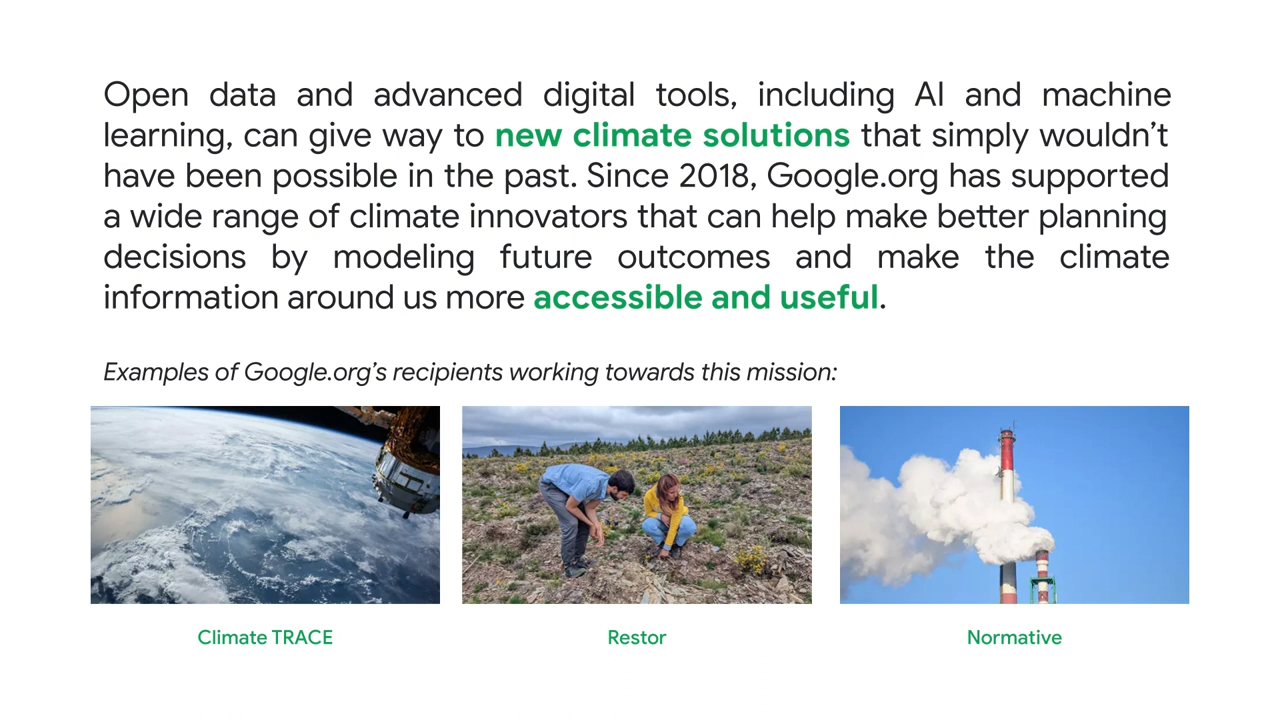 Open data and advanced digital tools, including AI and machine
learning, can give way to new climate solutions that simply wouldn’t
have been possible in the past. Since 2018, Google.org has supported
a wide range of climate innovators that can help make better planning
decisions by modeling future outcomes and make the climate
information around us more accessible and useful.
Examples of Google.org’s recipients working towards this mission:
Climate TRACE
Restor
Normative